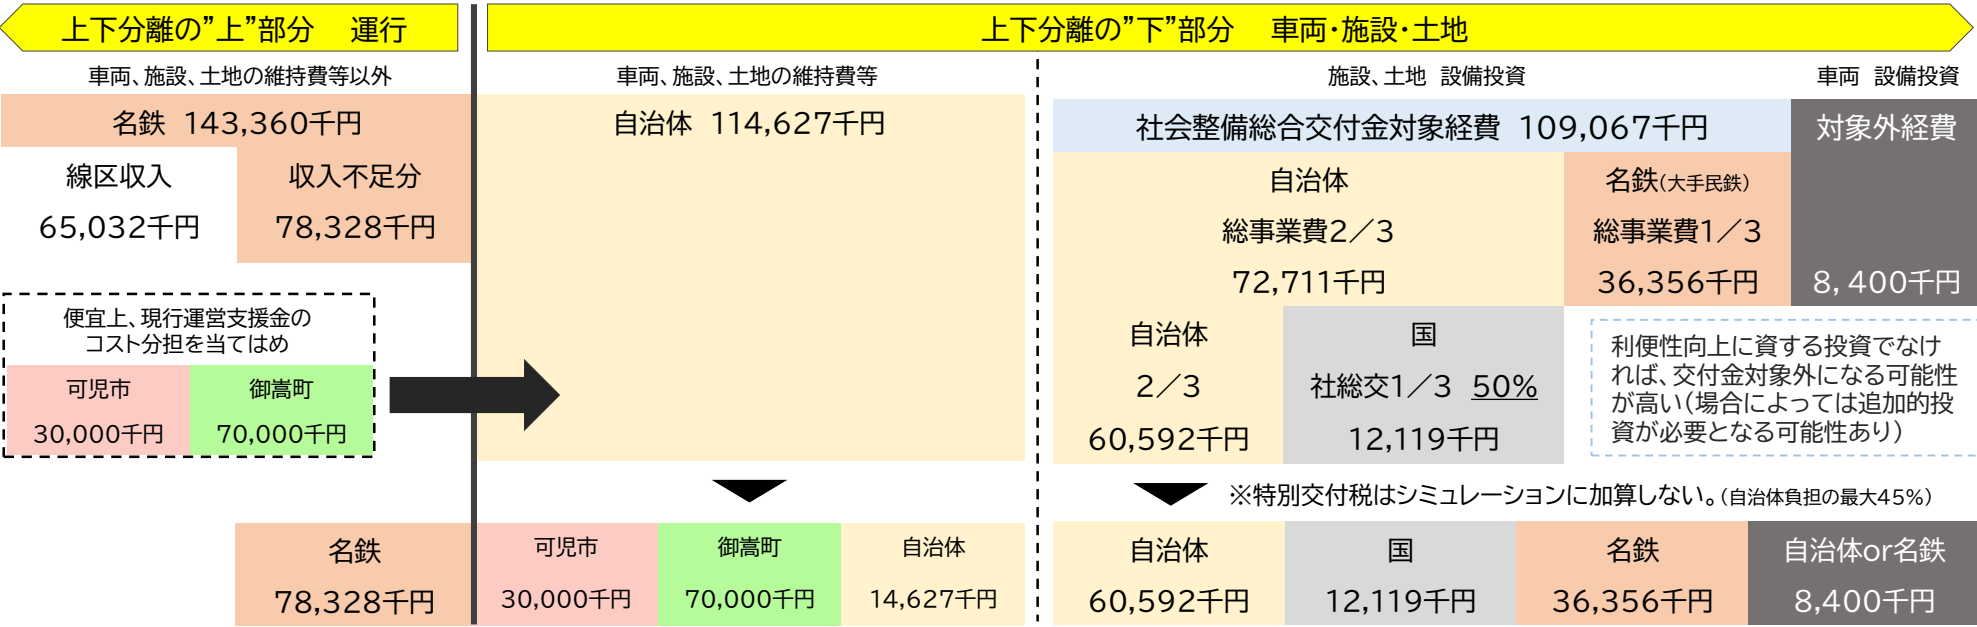 上下分離の”上”部分　運行
上下分離の”下”部分　車両・施設・土地
車両、施設、土地の維持費等以外
車両、施設、土地の維持費等
施設、土地 設備投資
車両 設備投資
名鉄 143,360千円
線区収入
65,032千円
収入不足分
78,328千円
便宜上、現行運営支援金の
コスト分担を当てはめ
可児市
30,000千円
御嵩町
70,000千円
自治体 114,627千円
社会整備総合交付金対象経費 109,067千円
対象外経費
8,400千円
自治体
総事業費2／3
72,711千円
名鉄(大手民鉄)
総事業費1／3
36,356千円
自治体
2／3
60,592千円
国
社総交1／3 50%
12,119千円
利便性向上に資する投資でなけ
れば、交付金対象外になる可能性
が高い(場合によっては追加的投
資が必要となる可能性あり)
※特別交付税はシミュレーションに加算しない。(自治体負担の最大45%)
名鉄
78,328千円
可児市
30,000千円
御嵩町
70,000千円
自治体
14,627千円
自治体
60,592千円
国
12,119千円
名鉄
36,356千円
自治体or名鉄
8,400千円